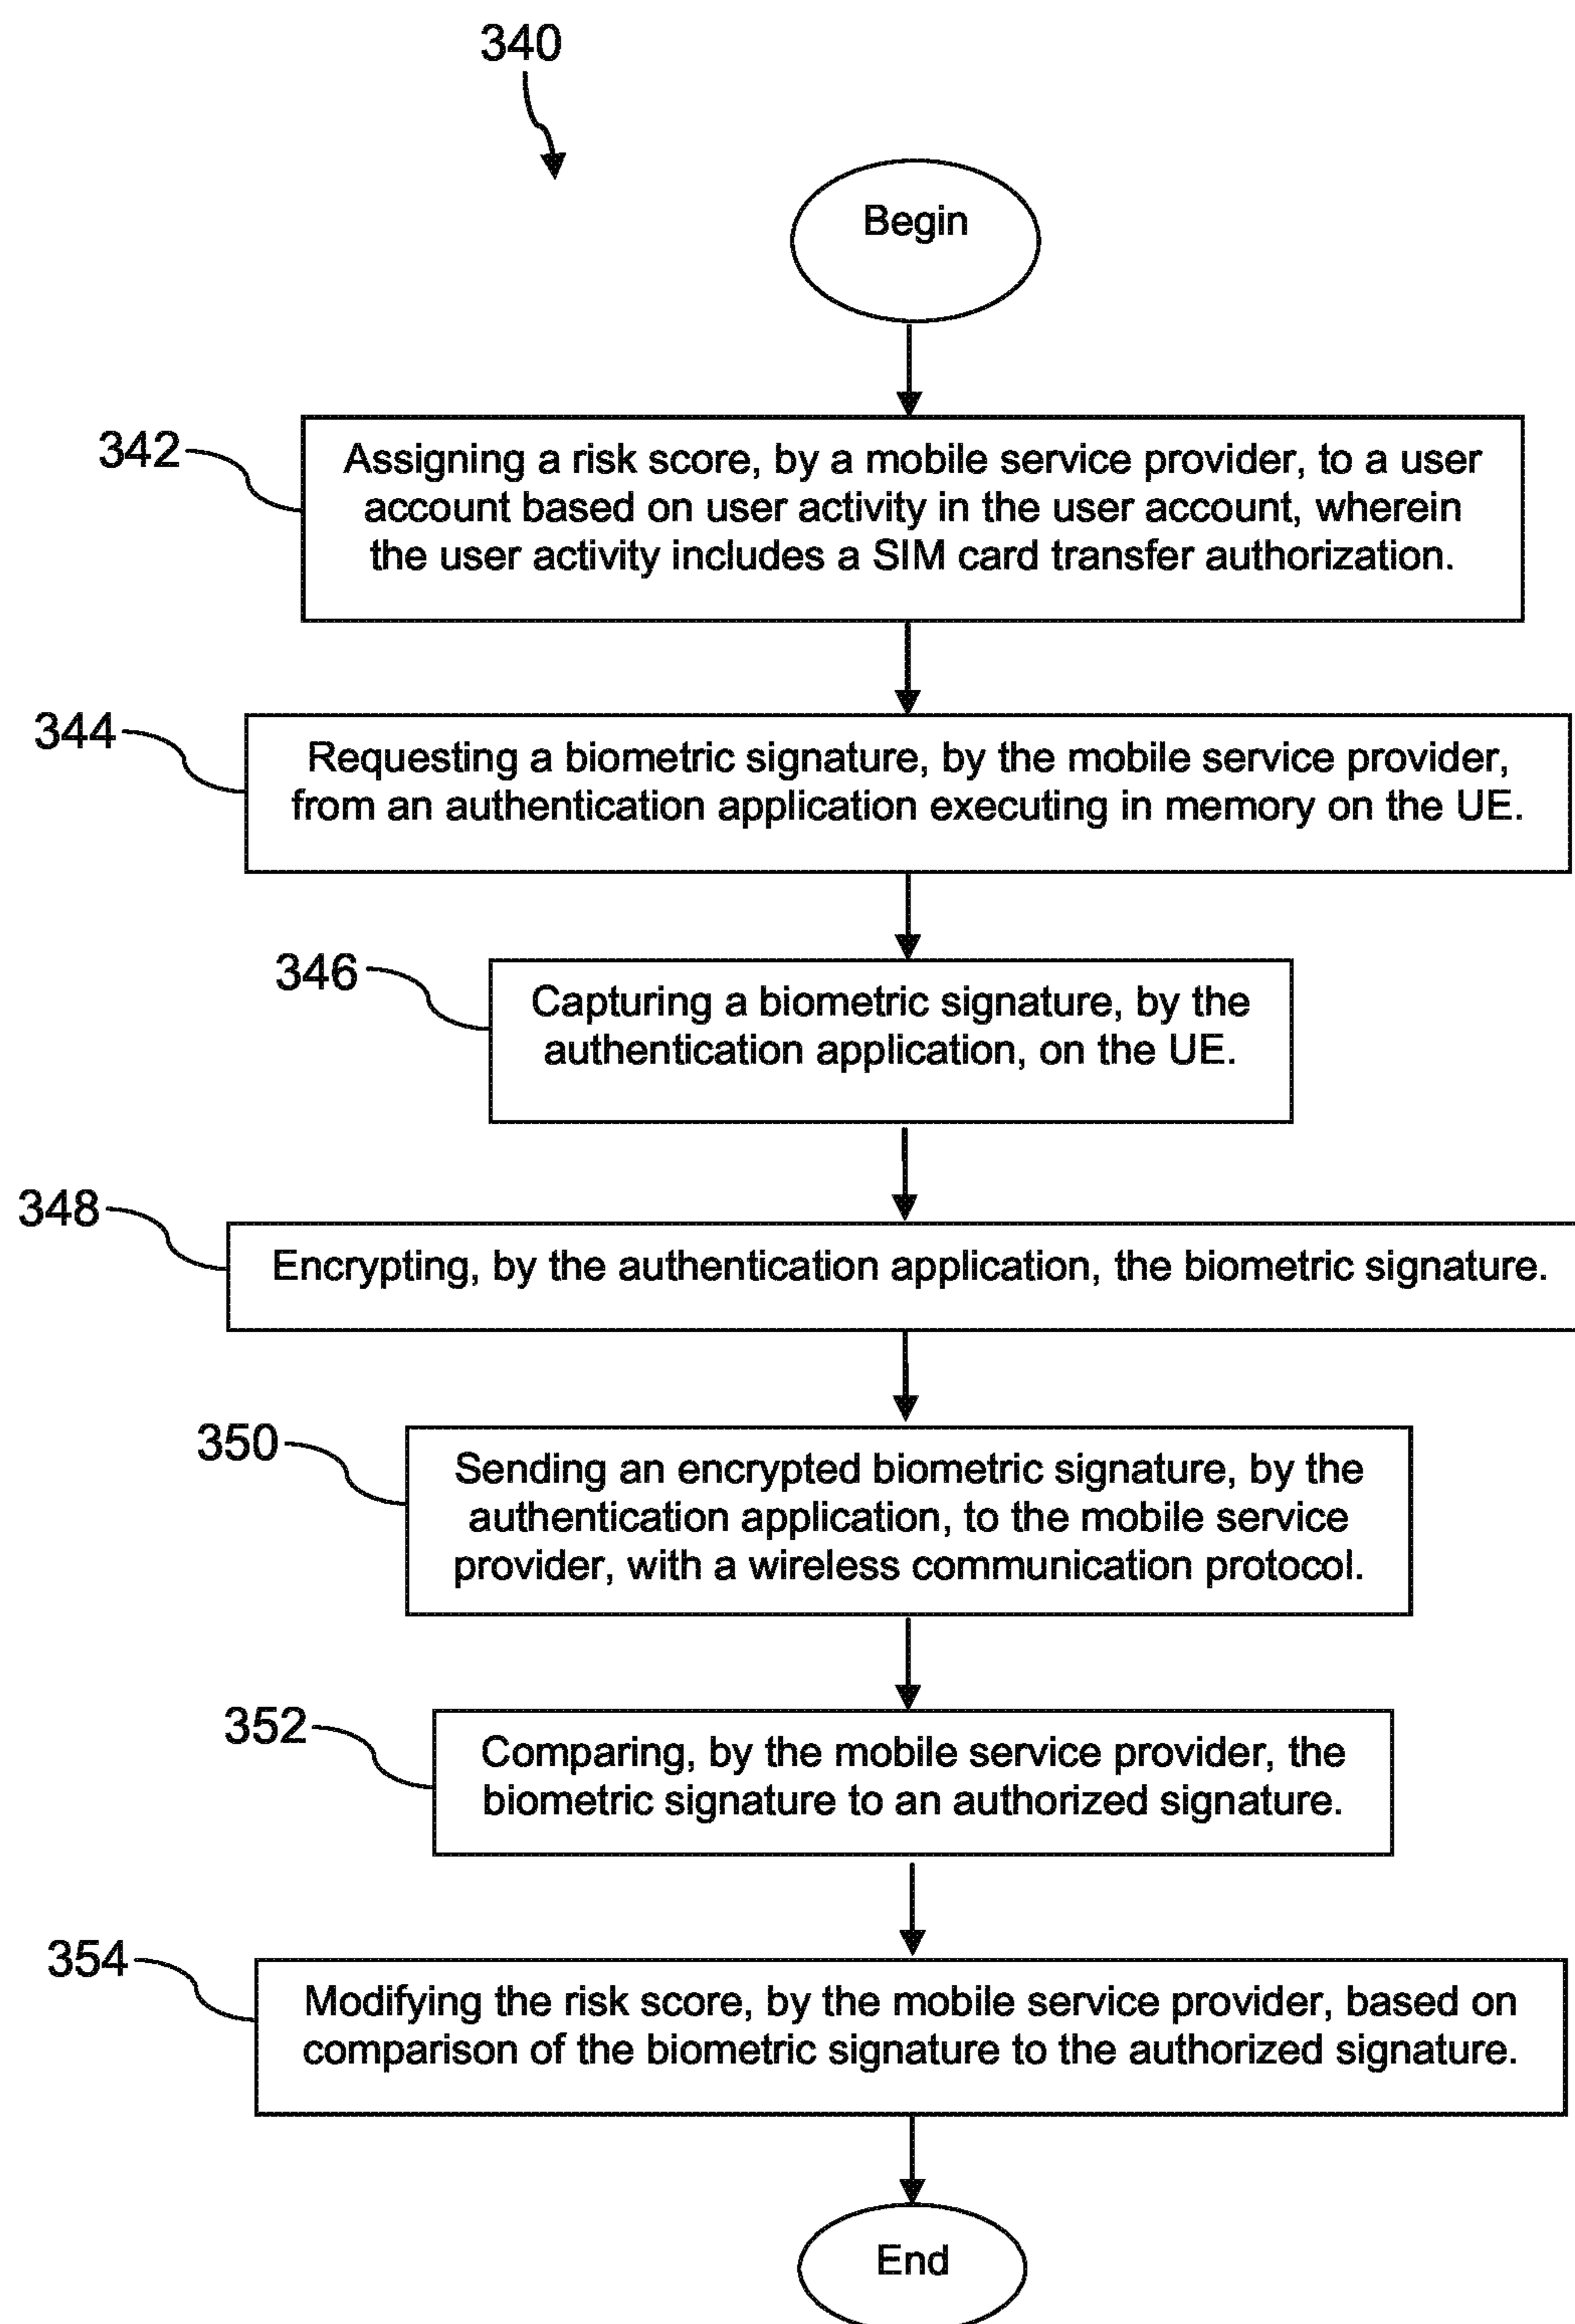 340
Begin
342
Assigning a risk score, by a mobile service provider, to a user
account based on user activity in the user account, wherein
the user activity includes a SIM card transfer authorization.
344
Requesting a biometric signature, by the mobile service provider,
from an authentication application executing in memory on the UE.
346
Capturing a biometric signature, by the
authentication application, on the UE.
348
Encrypting, by the authentication application, the biometric signature.
350
Sending an encrypted biometric signature, by the
authentication application, to the mobile service
provider, with a wireless communication protocol.
352
Comparing, by the mobile service provider, the
biometric signature to an authorized signature.
354
Modifying the risk score, by the mobile service provider, based on
comparison of the biometric signature to the authorized signature.
End